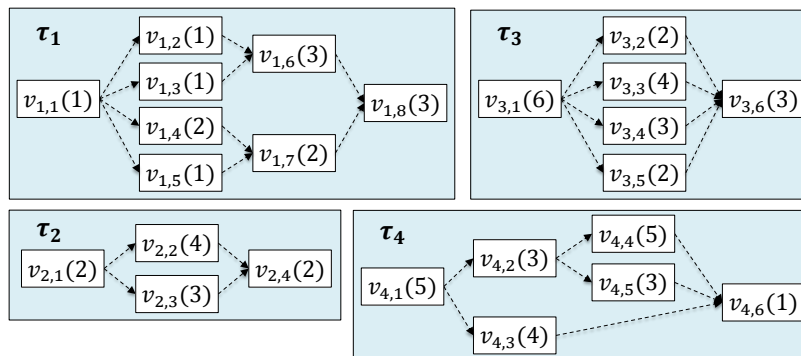 τ₁
v₁,₂(1)
v₁,₃(1)
v₁,₁(1)
v₁,₄(2)
v₁,₅(1)
v₁,₆(3)
v₁,₇(2)
v₁,₈(3)
τ₃
v₃,₂(2)
v₃,₃(4)
v₃,₁(6)
v₃,₄(3)
v₃,₅(2)
v₃,₆(3)
τ₂
v₂,₂(4)
v₂,₁(2)
v₂,₃(3)
v₂,₄(2)
τ₄
v₄,₄(5)
v₄,₂(3)
v₄,₅(3)
v₄,₁(5)
v₄,₃(4)
v₄,₆(1)